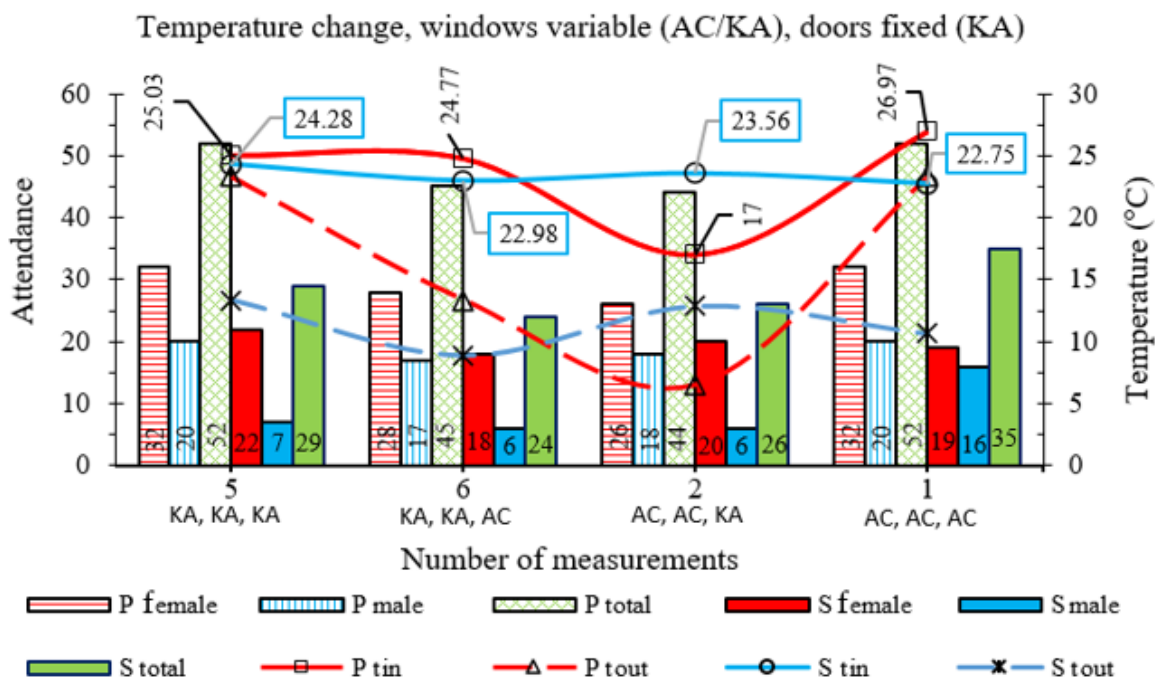 Temperature change, windows variable (AC/KA), doors fixed (KA)
25.03
24.28
24.77
22.98
23.56
17
26.97
22.75
Attendance
60
50
40
30
20
10
0
30
25
20
15
10
5
0
Temperature (°C)
32 20 52 22 7 29
28 17 45 18 6 24
26 18 44 20 6 26
32 20 52 19 16 35
5 6 2 1
KA, KA, KA KA, KA, AC AC, AC, KA AC, AC, AC
Number of measurements
P female P male P total S female S male
S total P tin P tout S tin S tout